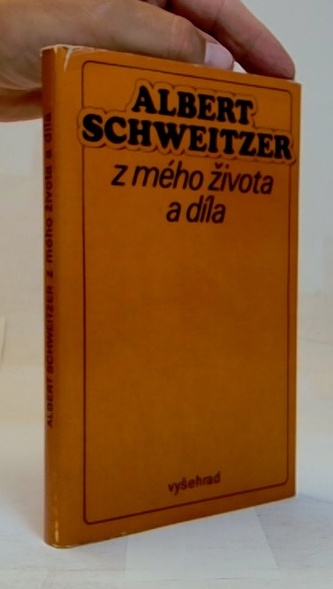 ALBERT
SCHWEITZER
z mého života
a díla
vyšehrad
ALBERT SCHWEITZER z mého života a díla